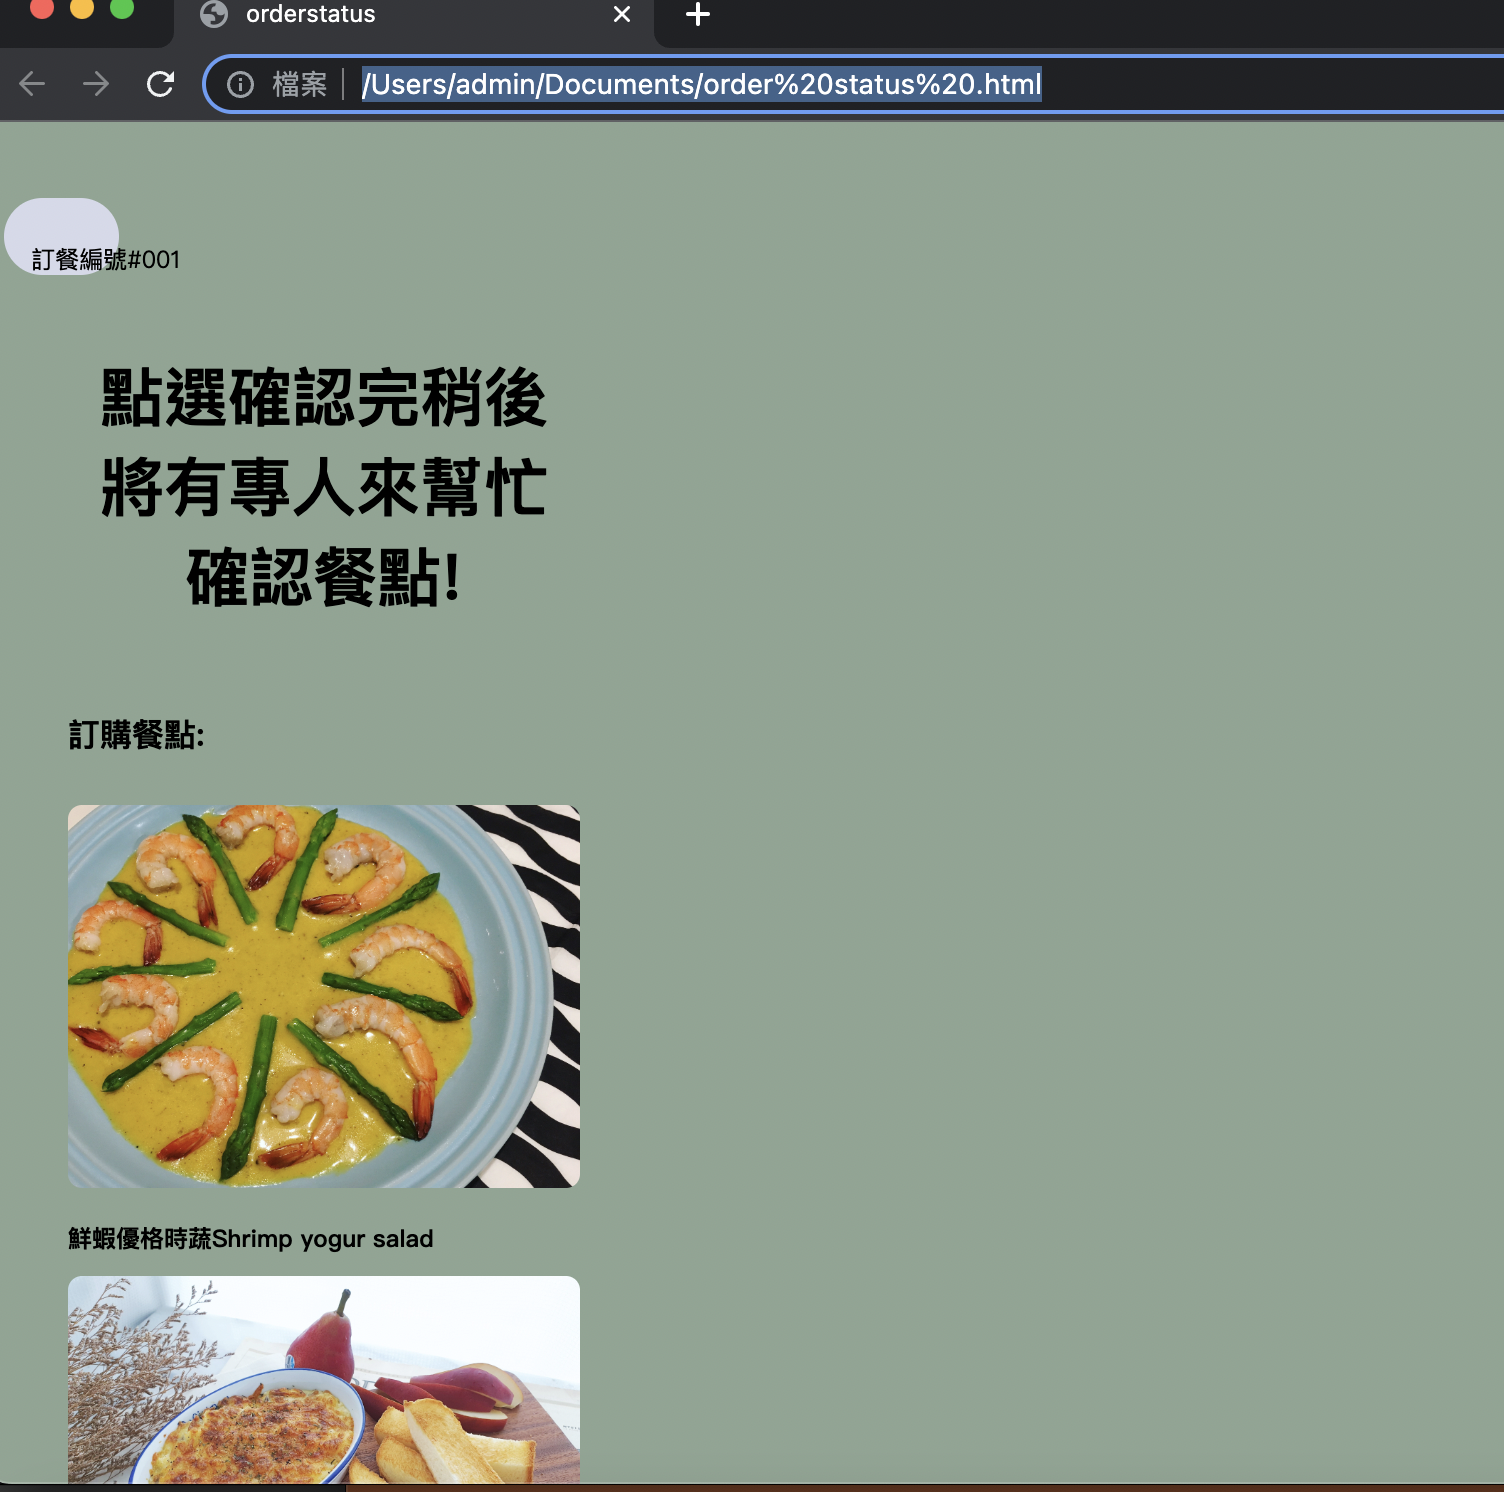 orderstatus
檔案 /Users/admin/Documents/order%20status%20.html
訂餐編號#001
點選確認完稍後
將有專人來幫忙
確認餐點!
訂購餐點:
鮮蝦優格時蔬Shrimp yogur salad